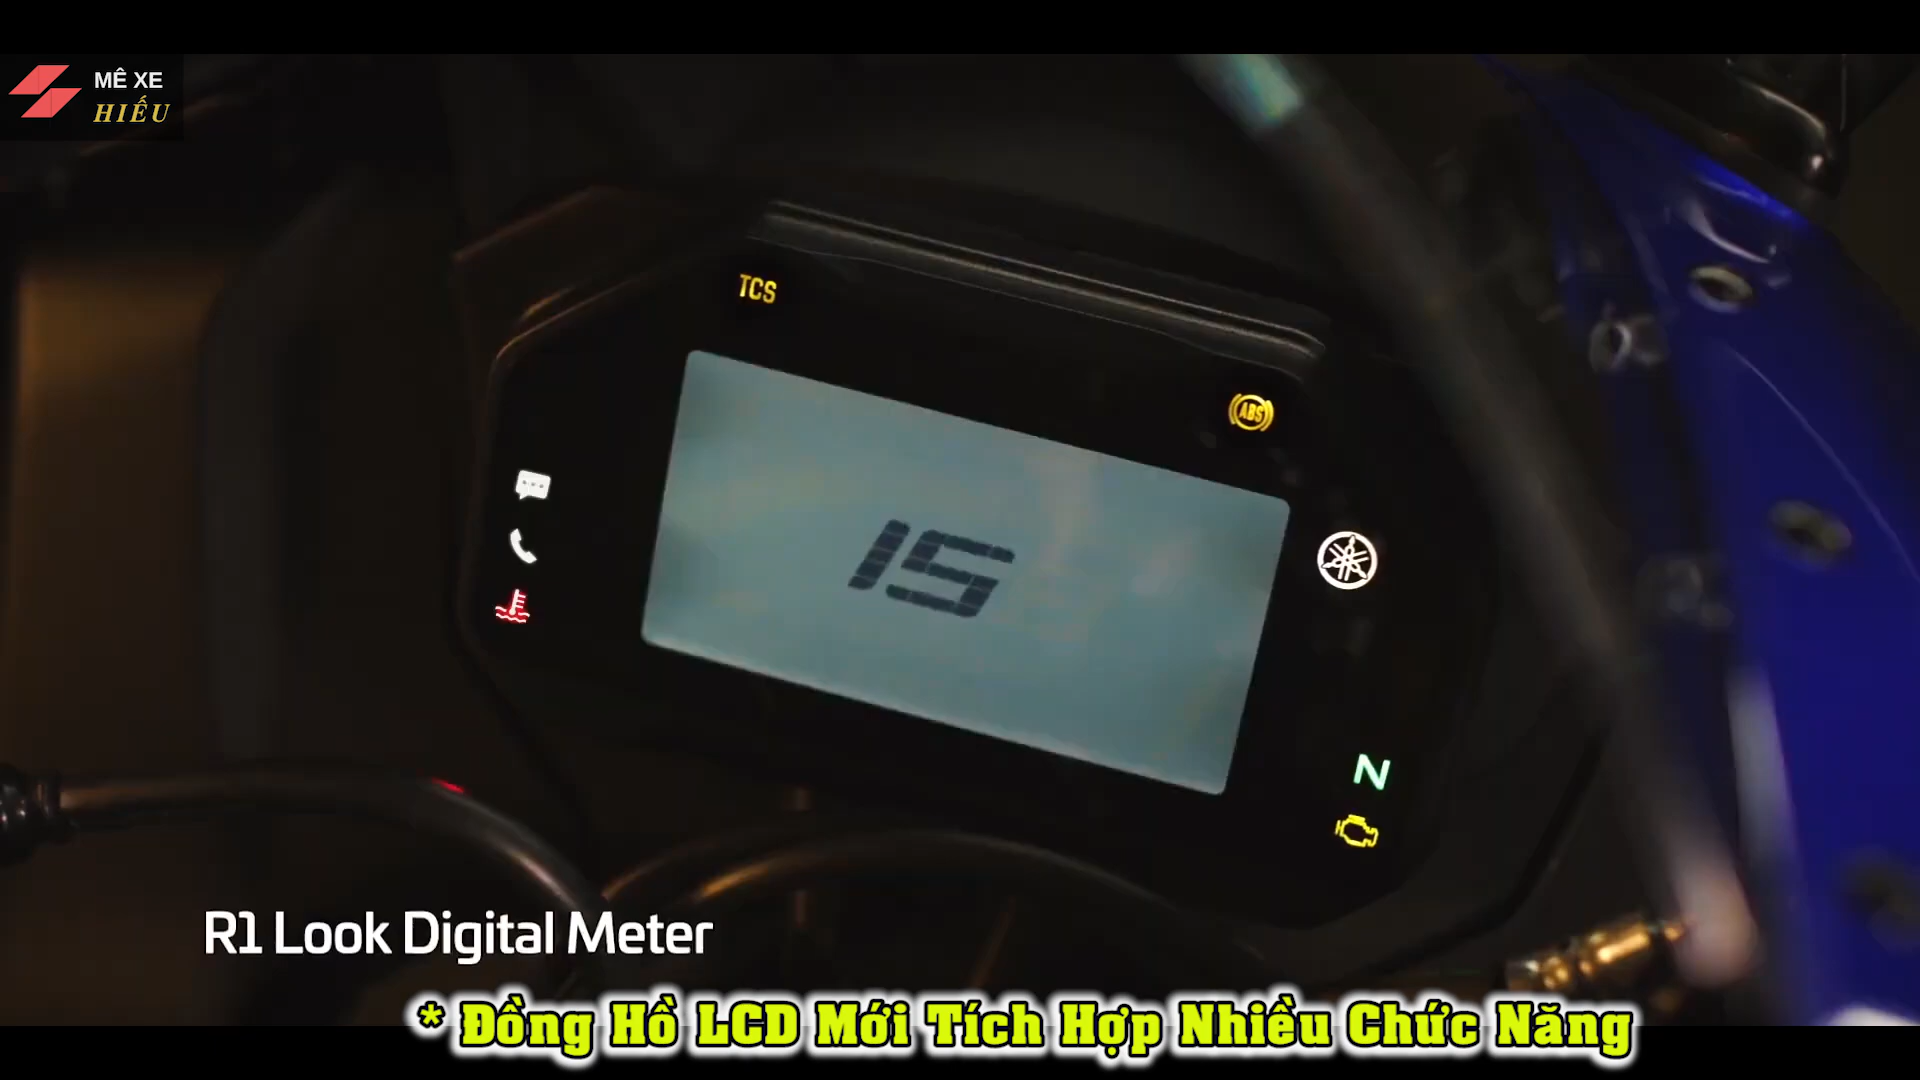 MÊ XE
HIẾU
TCS
ABS
15
N
R1 Look Digital Meter
* Đồng Hồ LCD Mới Tích Hợp Nhiều Chức Năng